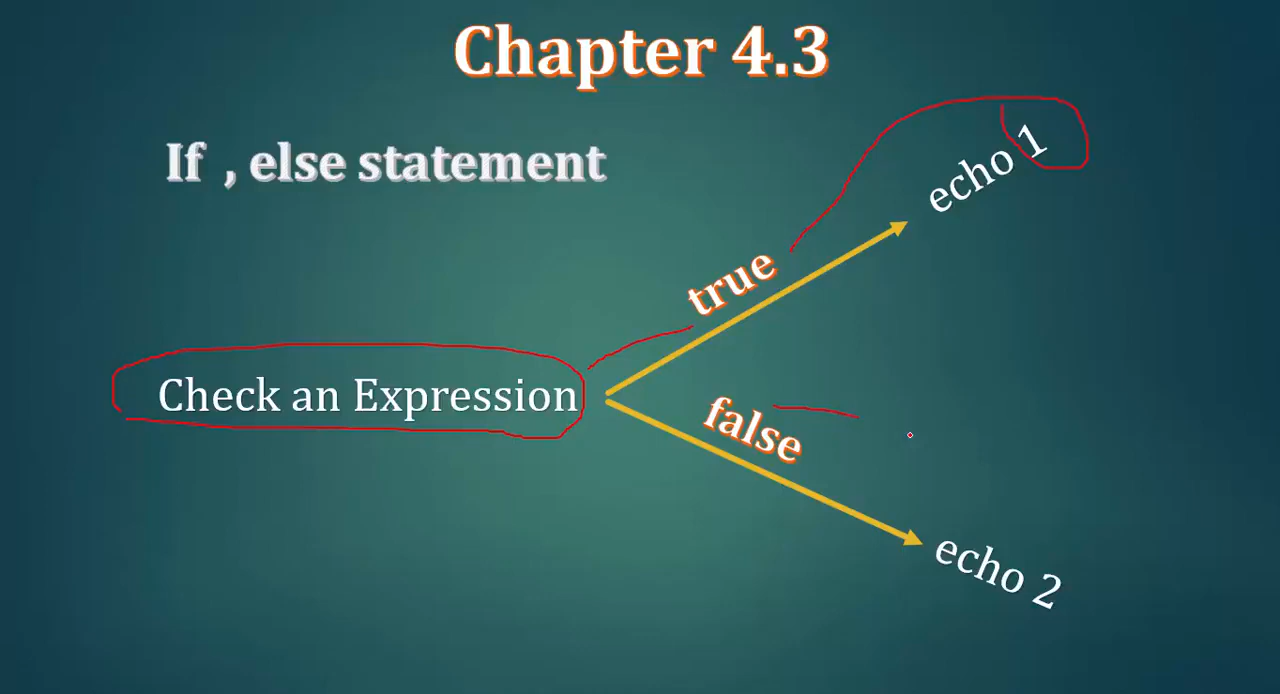 Chapter 4.3
If , else statement
echo 1
true
Check an Expression
false
echo 2